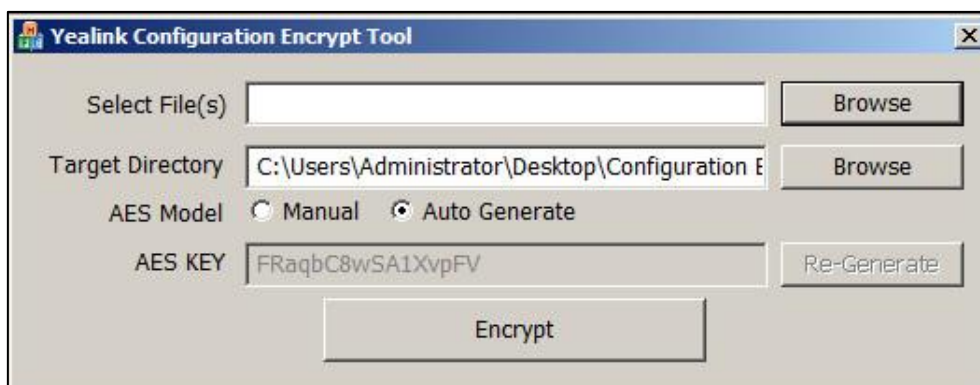 Yealink Configuration Encrypt Tool
Select File(s) Browse
Target Directory C:\Users\Administrator\Desktop\Configuration E Browse
AES Model Manual Auto Generate
AES KEY FRaqbC8wSA1XvpFV Re-Generate
Encrypt